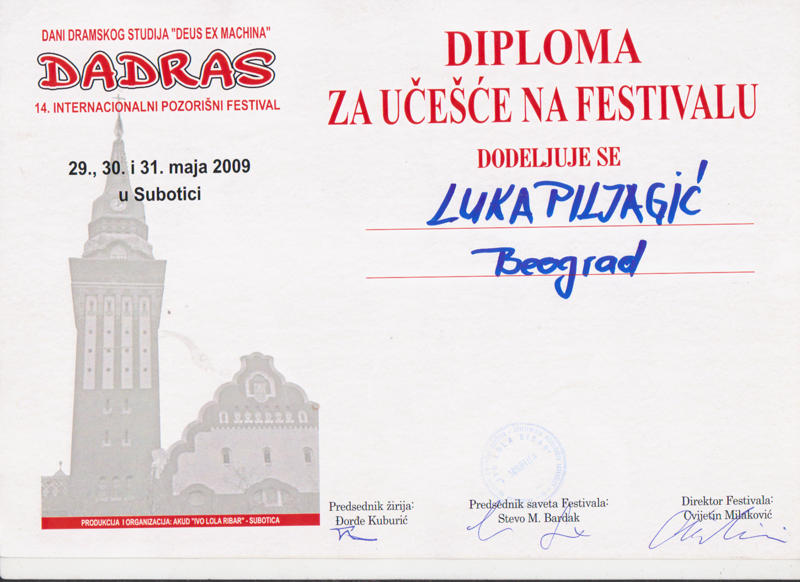 DANI DRAMSKOG STUDIJA "DEUS EX MACHINA"
DADRAS
14. INTERNACIONALNI POZORIŠNI FESTIVAL
29., 30. i 31. maja 2009
u Subotici
DIPLOMA
ZA UČEŠĆE NA FESTIVALU
DODELJUJE SE
LUKA PILJAGIĆ
Beograd
Predsednik žirija:
Đorđe Kuburić
Predsednik saveta Festivala:
Stevo M. Bardak
Direktor Festivala:
Cvijetin Milaković
PRODUKCIJA I ORGANIZACIJA: AKUD "IVO LOLA RIBAR" - SUBOTICA